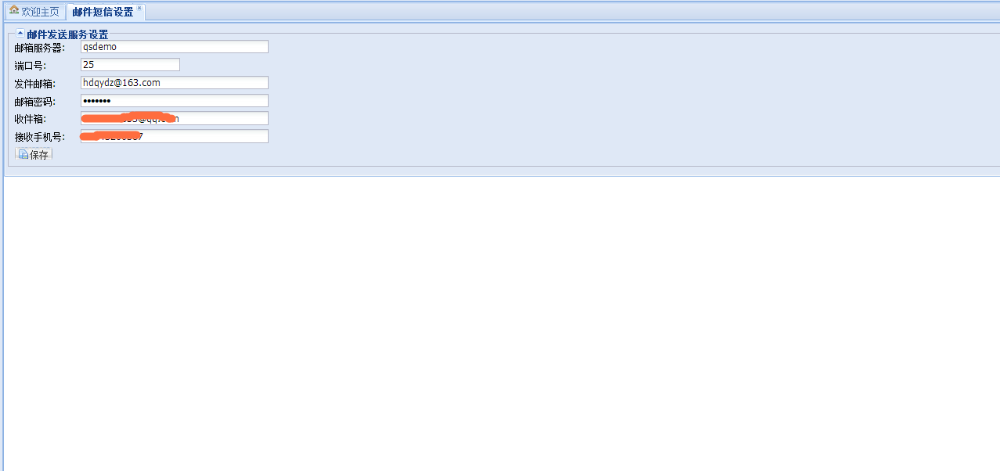 欢迎主页 邮件短信设置
邮件发送服务设置
邮箱服务器: qsdemo
端口号: 25
发件邮箱: hdqydz@163.com
邮箱密码: •••••••
收件箱:
接收手机号:
保存